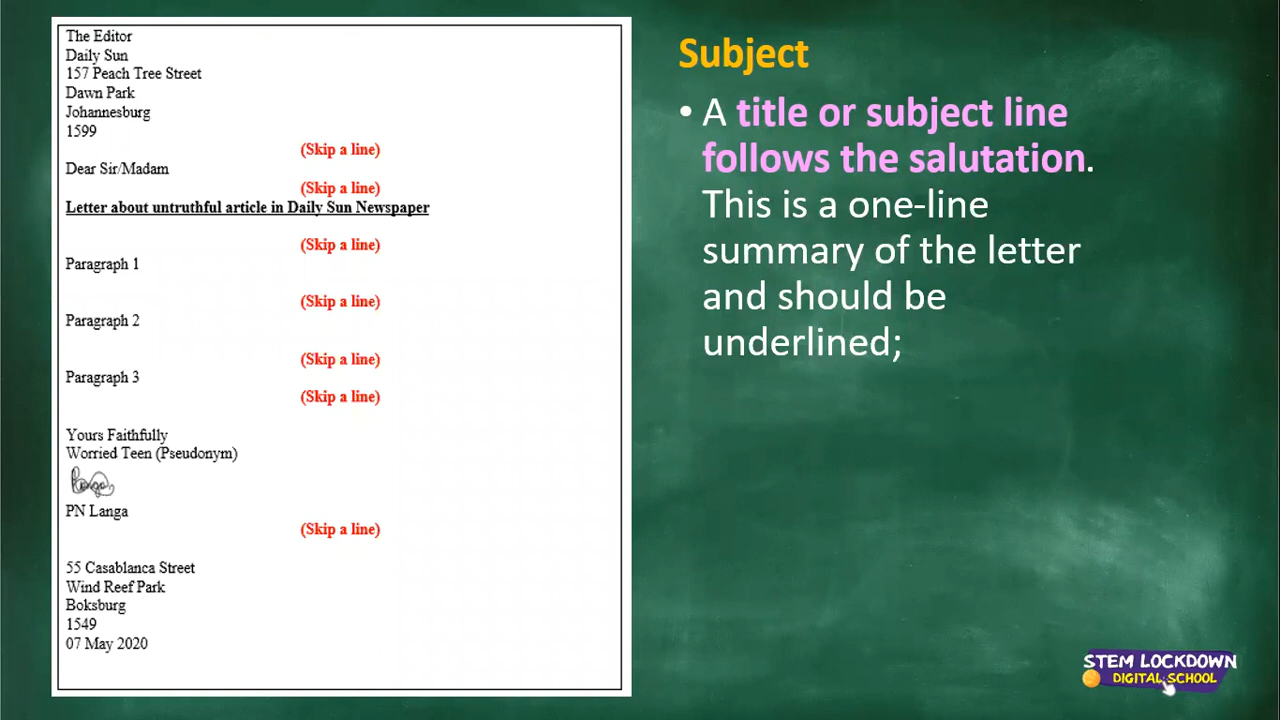 The Editor
Daily Sun
157 Peach Tree Street
Dawn Park
Johannesburg
1599
(Skip a line)
Dear Sir/Madam
(Skip a line)
Letter about untruthful article in Daily Sun Newspaper
(Skip a line)
Paragraph 1
(Skip a line)
Paragraph 2
(Skip a line)
Paragraph 3
(Skip a line)
Yours Faithfully
Worried Teen (Pseudonym)
PN Langa
(Skip a line)
55 Casablanca Street
Wind Reef Park
Boksburg
1549
07 May 2020
Subject
• A title or subject line
follows the salutation.
This is a one-line
summary of the letter
and should be
underlined;
STEM LOCKDOWN
DIGITAL SCHOOL